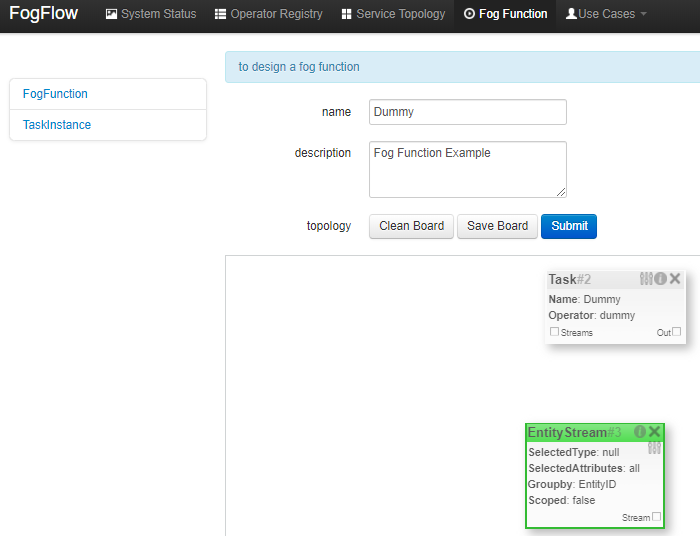 FogFlow System Status Operator Registry Service Topology Fog Function Use Cases
to design a fog function
FogFunction
TaskInstance
name Dummy
description Fog Function Example
topology Clean Board Save Board Submit
Task#2
Name: Dummy
Operator: dummy
Streams Out
EntityStream#3
SelectedType: null
SelectedAttributes: all
Groupby: EntityID
Scoped: false
Stream